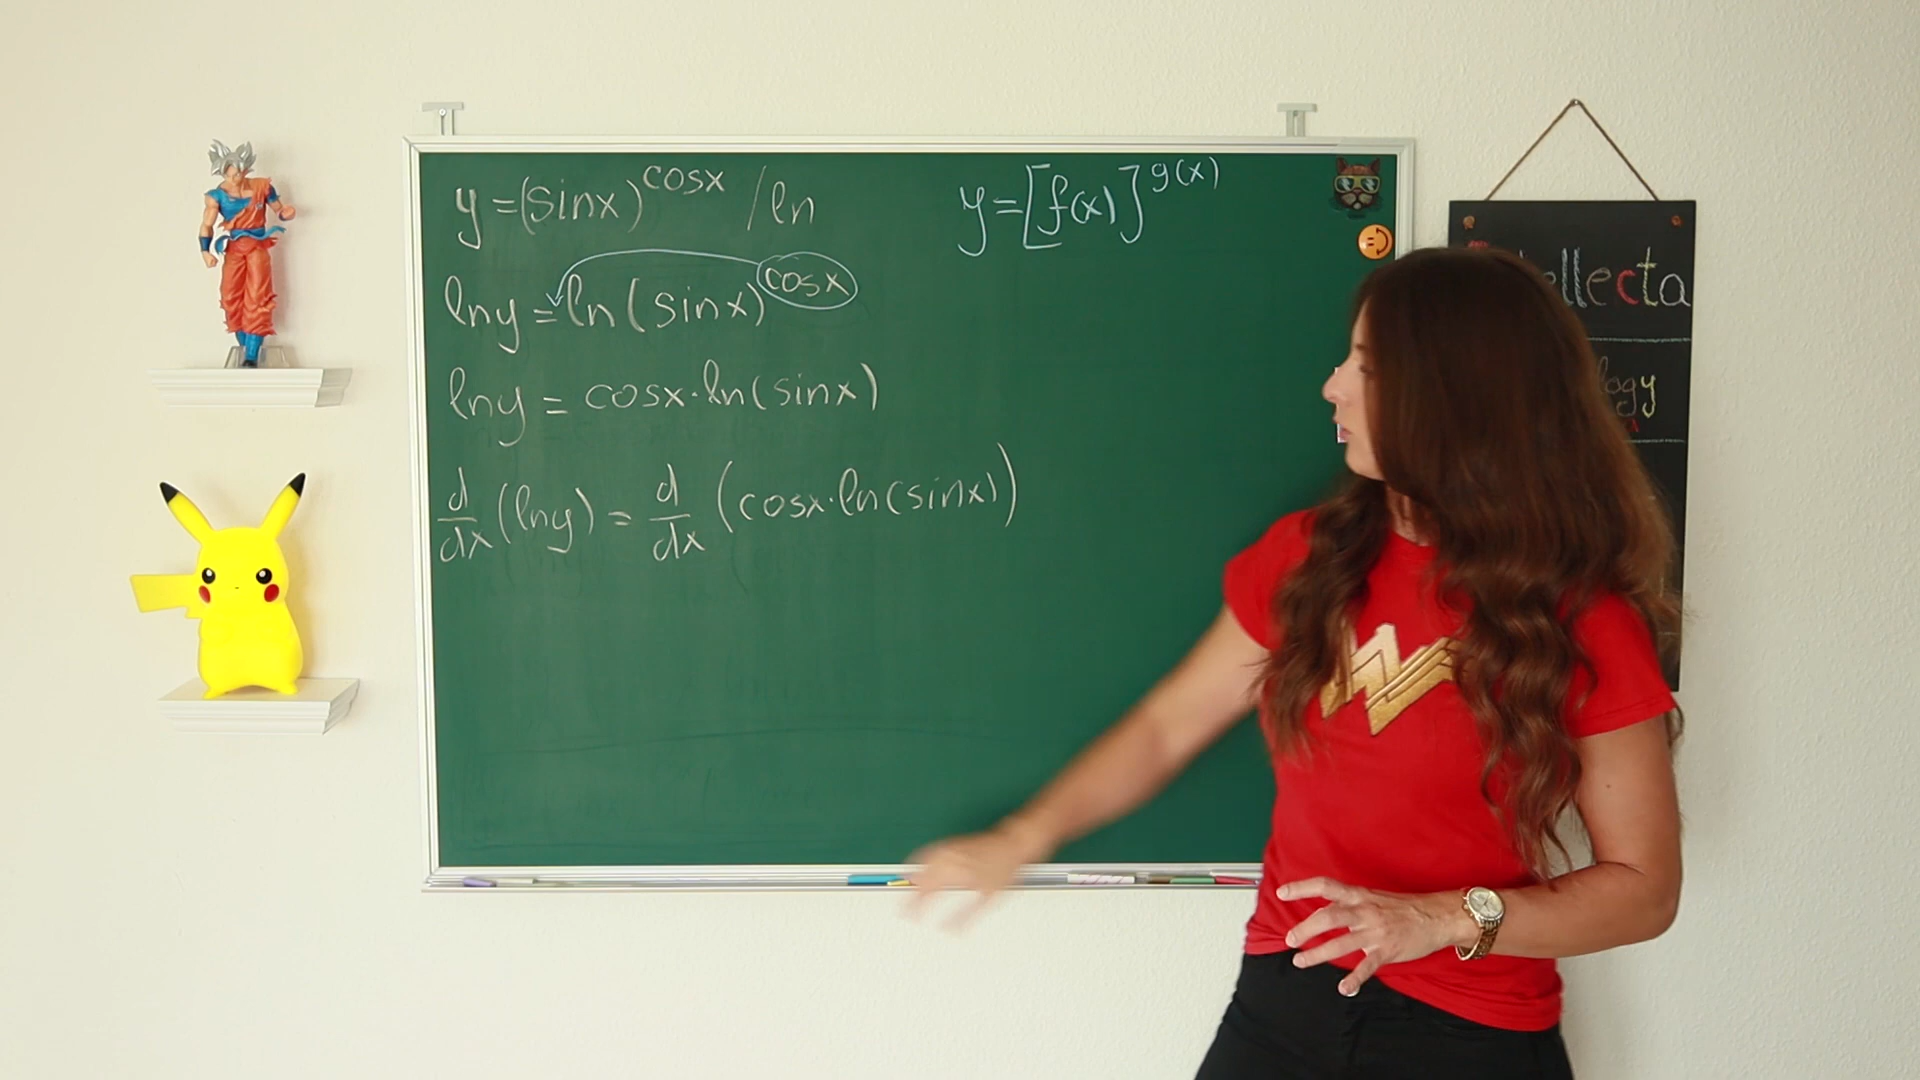 y=(sinx)^cosx /ln
lny=ln(sinx)^cosx
lny=cosx·ln(sinx)
d/dx(lny)=d/dx(cosx·ln(sinx))
y=[f(x)]^g(x)